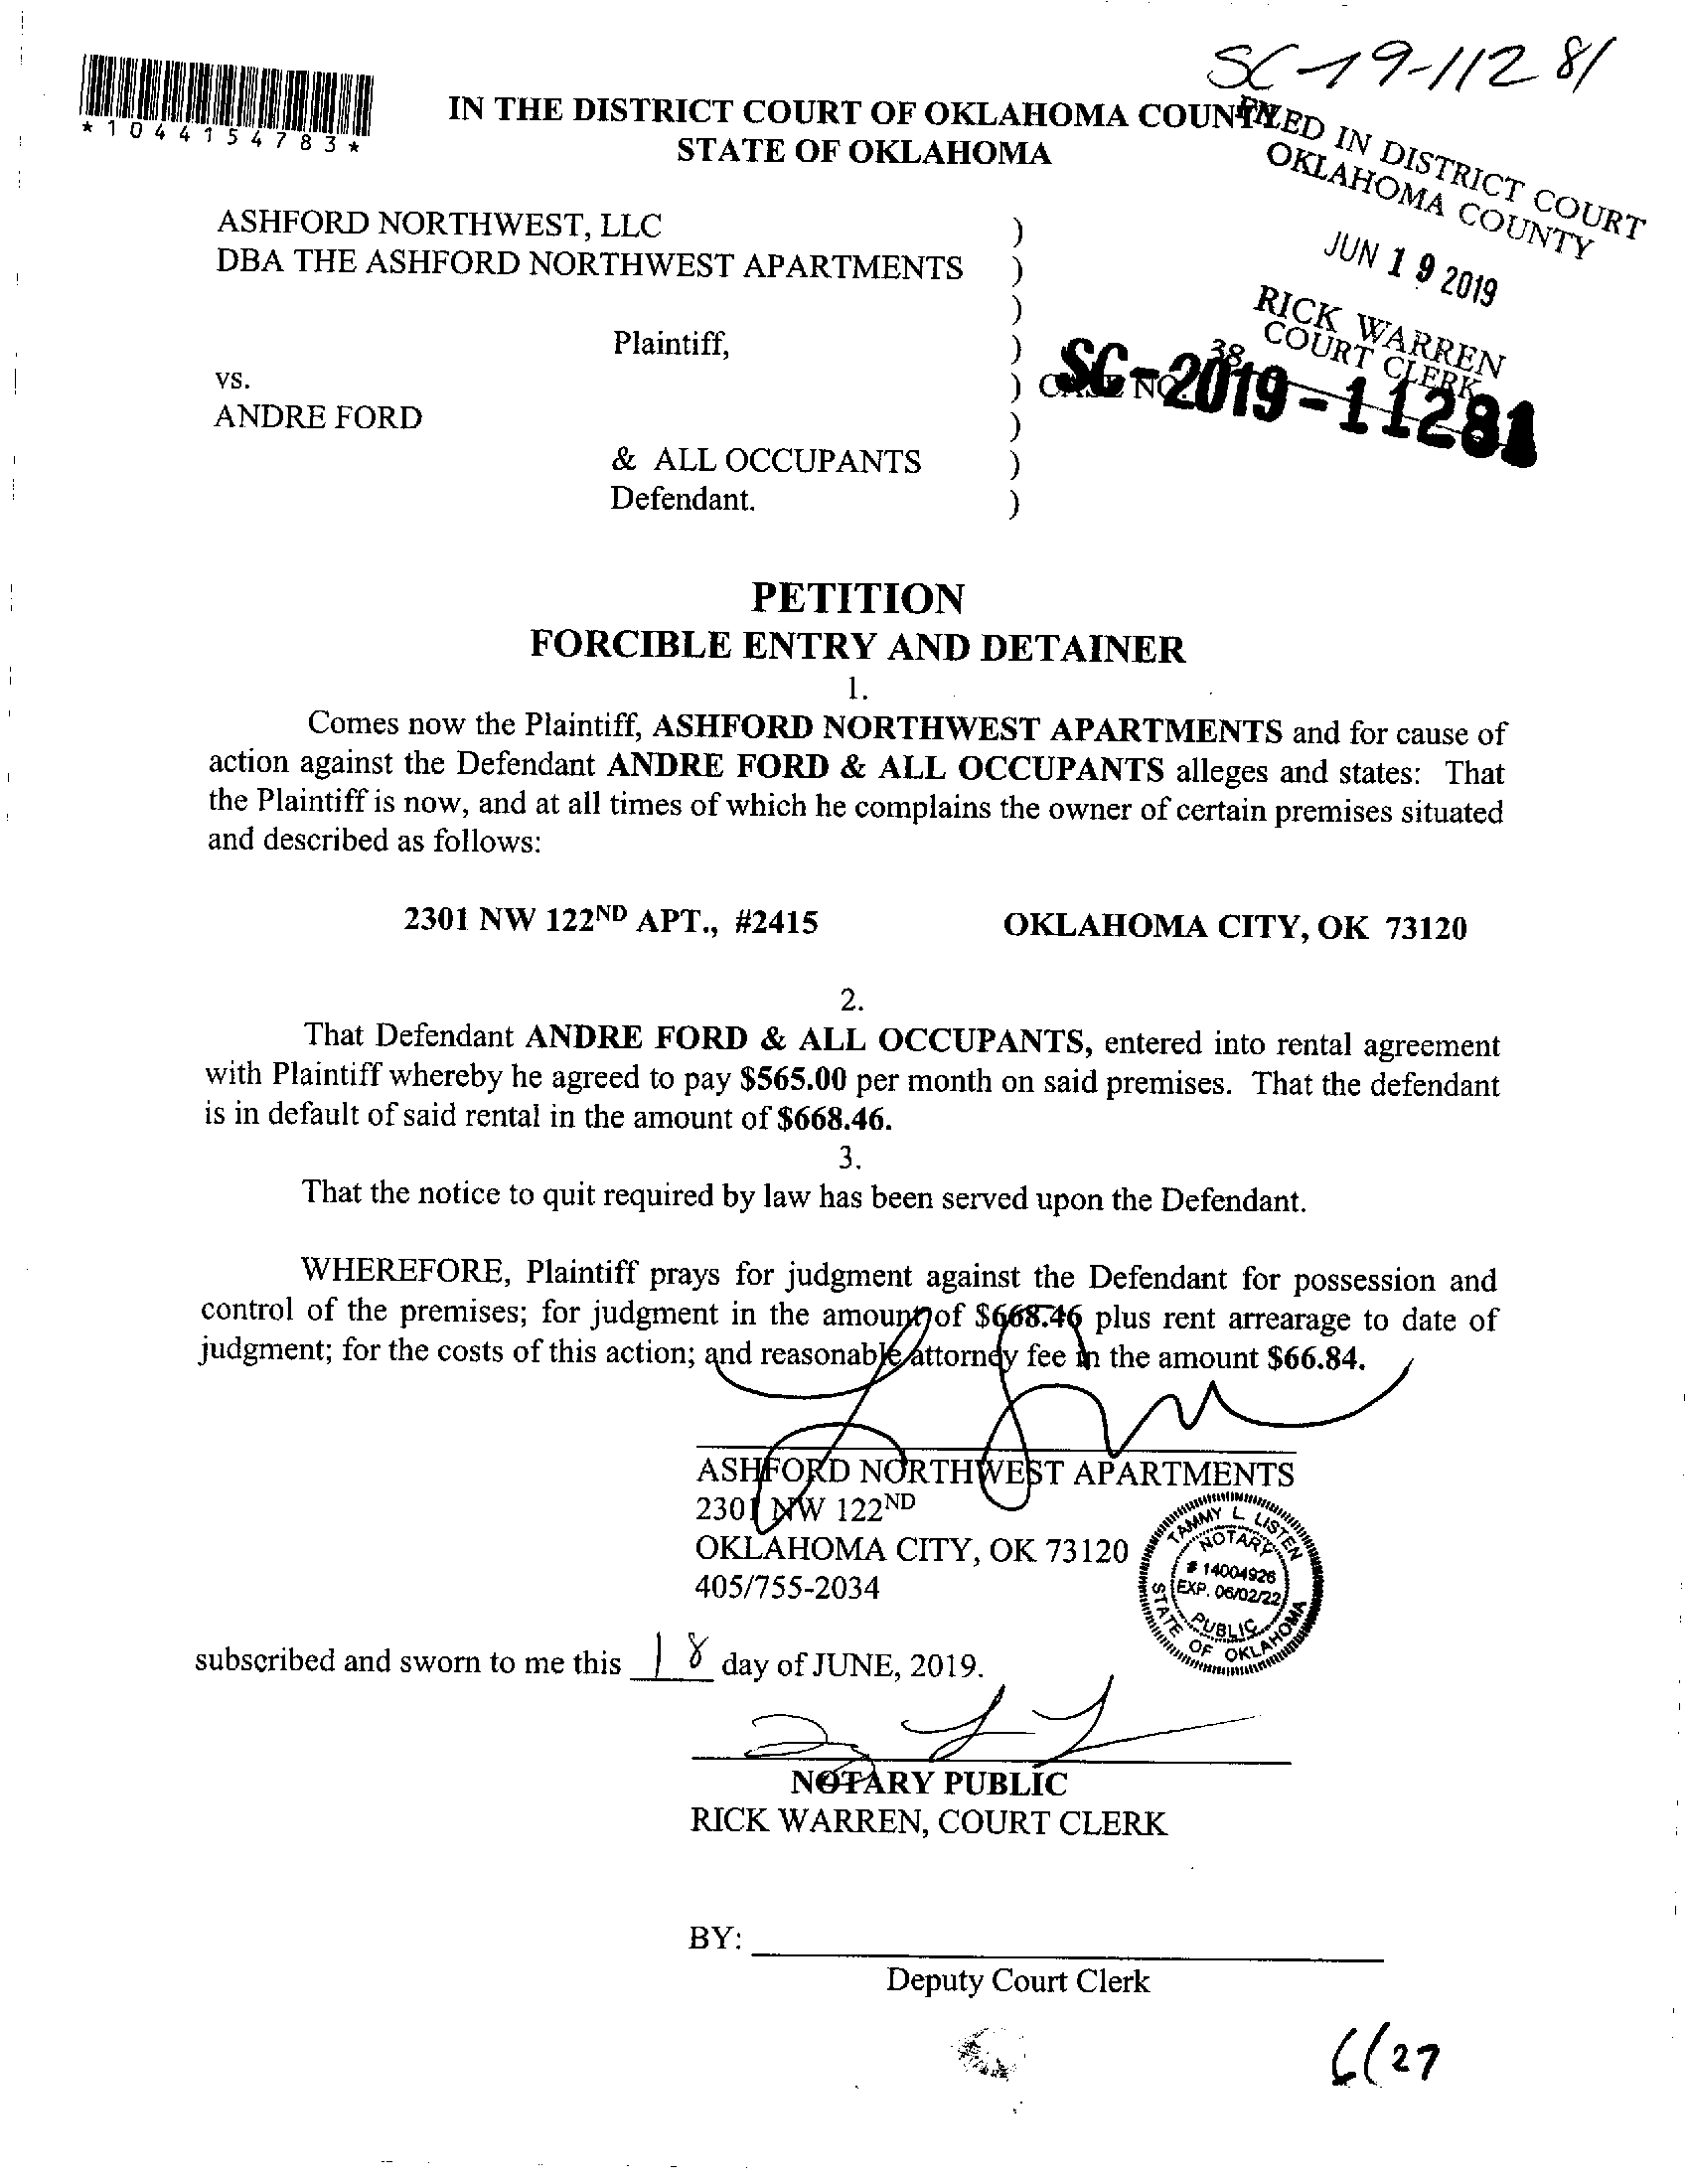 SC-19-11281
*1044154783*
IN THE DISTRICT COURT OF OKLAHOMA COUNTY
STATE OF OKLAHOMA
FILED IN DISTRICT COURT
OKLAHOMA COUNTY
JUN 19 2019
RICK WARREN
COURT CLERK
38
ASHFORD NORTHWEST, LLC )
DBA THE ASHFORD NORTHWEST APARTMENTS )
)
Plaintiff, )
vs. ) CASE NO.
SC-2019-11281
ANDRE FORD )
& ALL OCCUPANTS )
Defendant. )
PETITION
FORCIBLE ENTRY AND DETAINER
1.
Comes now the Plaintiff, ASHFORD NORTHWEST APARTMENTS and for cause of
action against the Defendant ANDRE FORD & ALL OCCUPANTS alleges and states: That
the Plaintiff is now, and at all times of which he complains the owner of certain premises situated
and described as follows:
2301 NW 122ND APT., #2415 OKLAHOMA CITY, OK 73120
2.
That Defendant ANDRE FORD & ALL OCCUPANTS, entered into rental agreement
with Plaintiff whereby he agreed to pay $565.00 per month on said premises. That the defendant
is in default of said rental in the amount of $668.46.
3.
That the notice to quit required by law has been served upon the Defendant.
WHEREFORE, Plaintiff prays for judgment against the Defendant for possession and
control of the premises; for judgment in the amount of $668.46 plus rent arrearage to date of
judgment; for the costs of this action; and reasonable attorney fee in the amount $66.84.
ASHFORD NORTHWEST APARTMENTS
2301 NW 122ND
OKLAHOMA CITY, OK 73120
405/755-2034
TAMMY L. LISTEN
NOTARY
# 14004926
EXP. 06/02/22
PUBLIC
STATE OF OKLAHOMA
subscribed and sworn to me this 18 day of JUNE, 2019.
NOTARY PUBLIC
RICK WARREN, COURT CLERK
BY:
Deputy Court Clerk
6/27